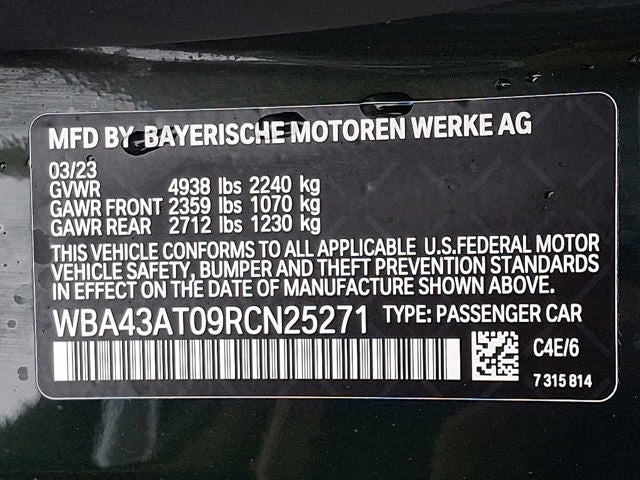 MFD BY BAYERISCHE MOTOREN WERKE AG
03/23
GVWR 4938 lbs 2240 kg
GAWR FRONT 2359 lbs 1070 kg
GAWR REAR 2712 lbs 1230 kg
THIS VEHICLE CONFORMS TO ALL APPLICABLE U.S.FEDERAL MOTOR
VEHICLE SAFETY, BUMPER AND THEFT PREVENTION STANDARDS
IN EFFECT ON THE DATE OF MANUFACTURE SHOWN ABOVE.
WBA43AT09RCN25271 TYPE: PASSENGER CAR
C4E/6
7 315 814